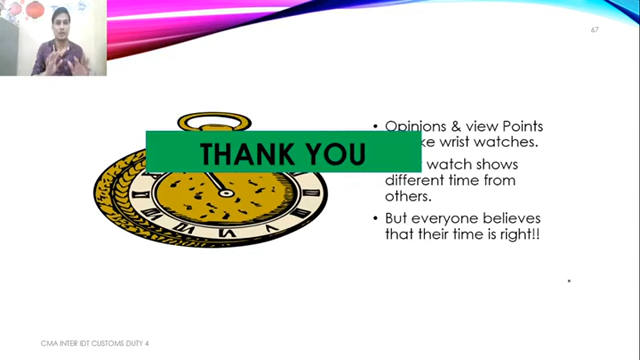 67
THANK YOU
• Opinions & view Points
ke wrist watches.
watch shows
different time from
others.
• But everyone believes
that their time is right!!
CMA INTER IDT CUSTOMS DUTY 4